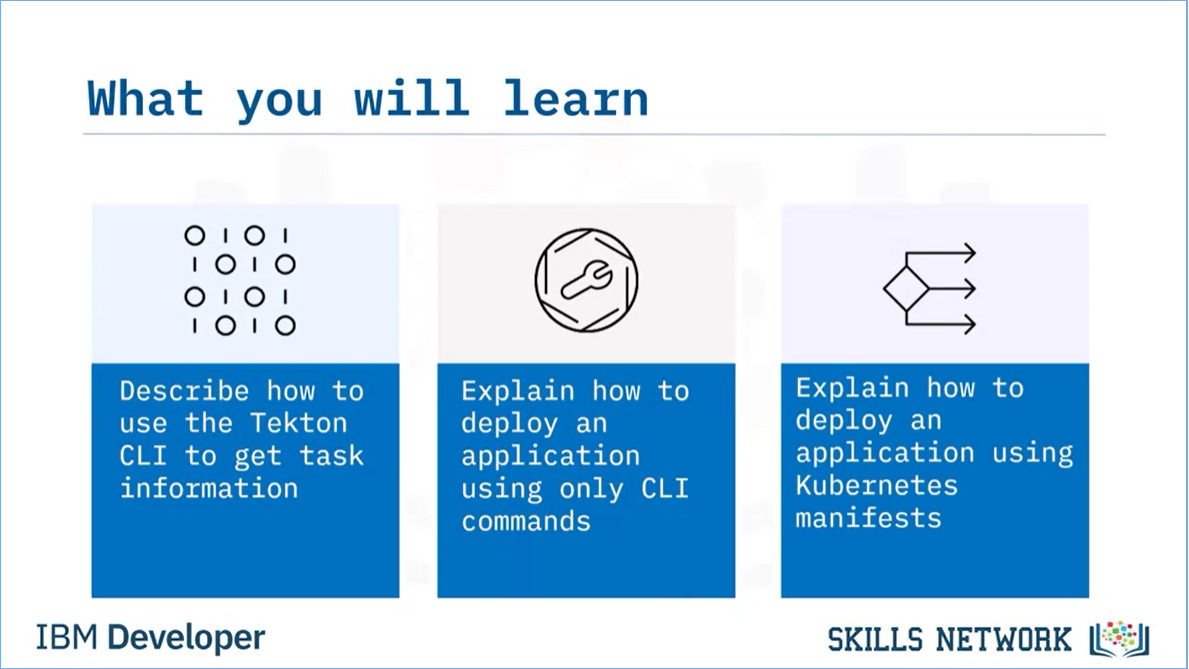 What you will learn
Describe how to
use the Tekton
CLI to get task
information
Explain how to
deploy an
application
using only CLI
commands
Explain how to
deploy an
application using
Kubernetes
manifests
IBM Developer
SKILLS NETWORK